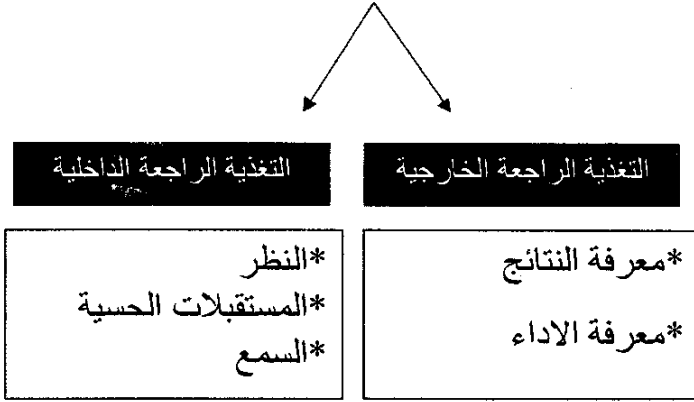 التغذية الراجعة الخارجية
*معرفة النتائج
*معرفة الاداء
التغذية الراجعة الداخلية
*النظر
*المستقبلات الحسية
*السمع